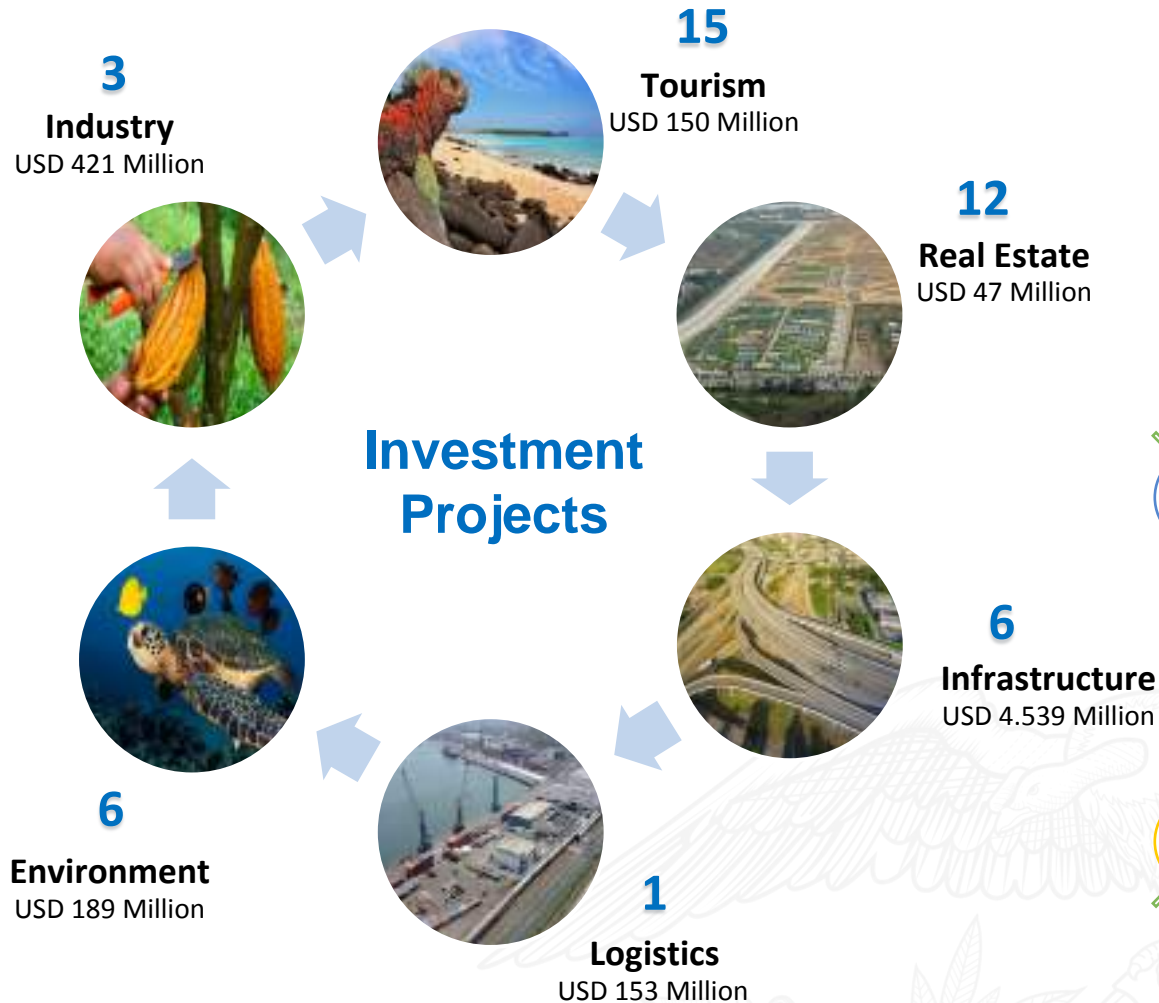 15
Tourism
USD 150 Million
3
Industry
USD 421 Million
12
Real Estate
USD 47 Million
Investment
Projects
6
Infrastructure
USD 4.539 Million
6
Environment
USD 189 Million
1
Logistics
USD 153 Million